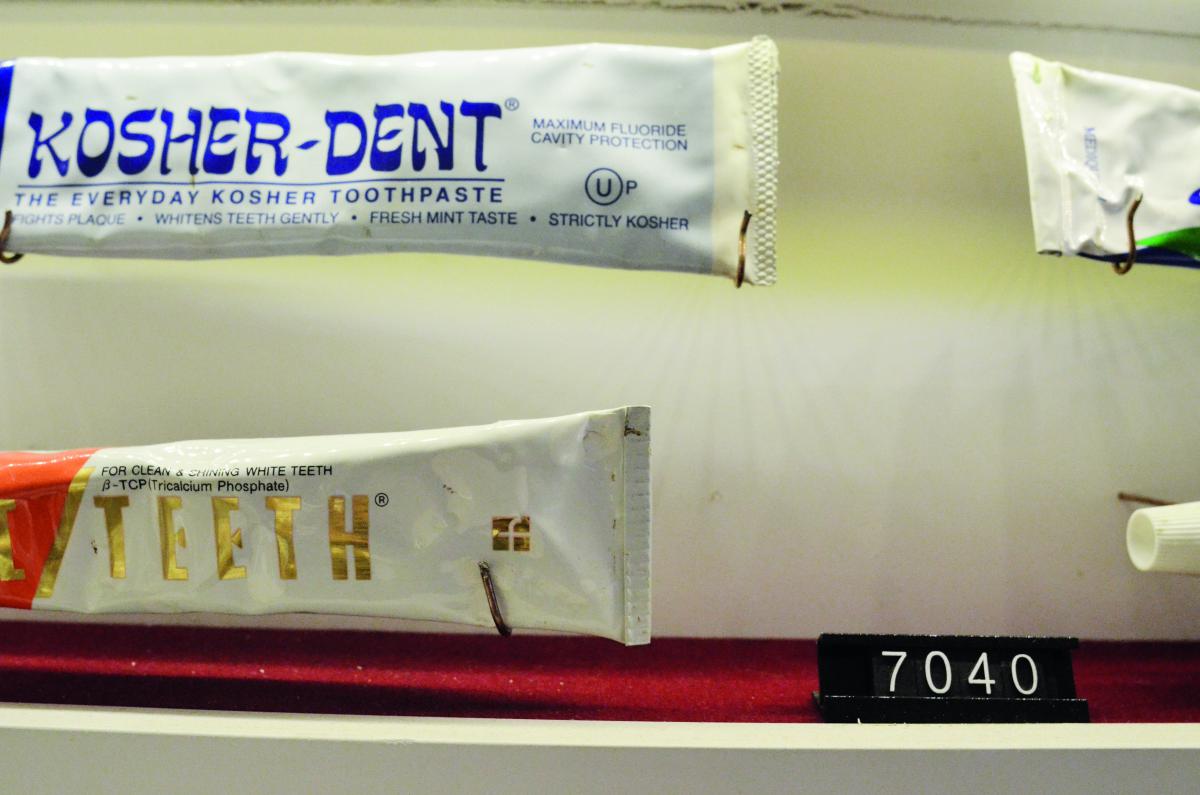 KOSHER-DENT®
MAXIMUM FLUORIDE
CAVITY PROTECTION
THE EVERYDAY KOSHER TOOTHPASTE
Ⓤ P
FIGHTS PLAQUE • WHITENS TEETH GENTLY • FRESH MINT TASTE • STRICTLY KOSHER
FOR CLEAN & SHINING WHITE TEETH
β-TCP (Tricalcium Phosphate)
TEETH®
7040